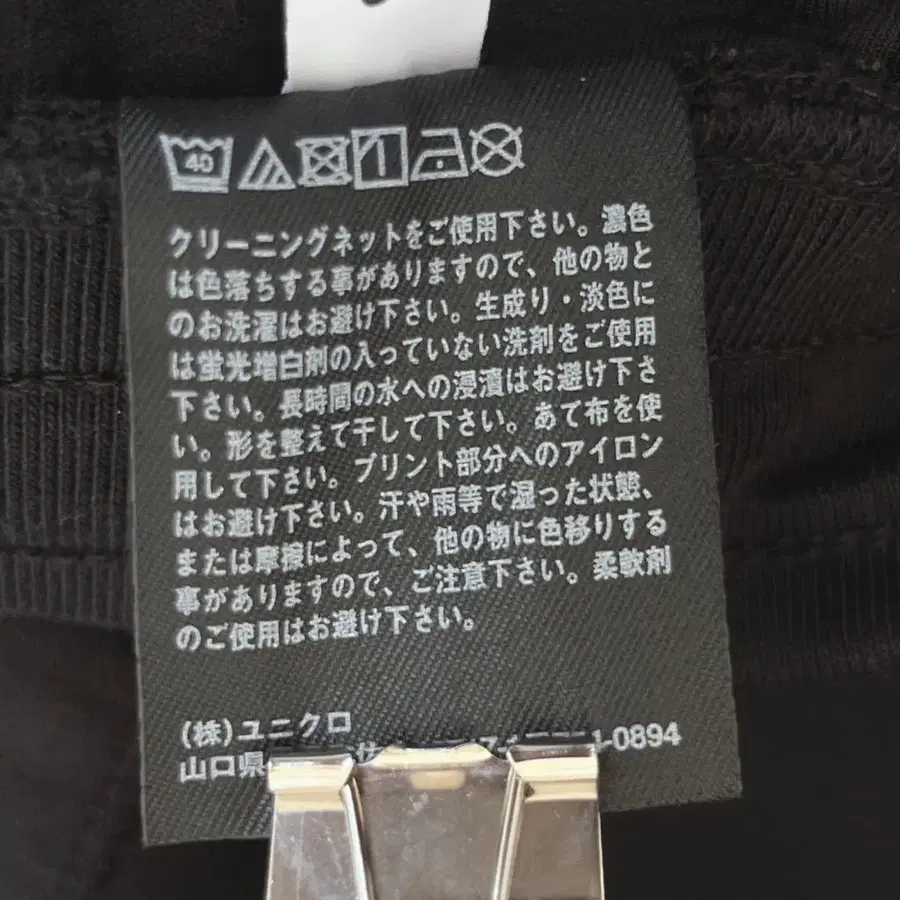 40
クリーニングネットをご使用下さい。濃色
は色落ちする事がありますので、他の物と
のお洗濯はお避け下さい。生成り・淡色に
は蛍光増白剤の入っていない洗剤をご使用
下さい。長時間の水への浸漬はお避け下さ
い。形を整えて干して下さい。あて布を使
用して下さい。プリント部分へのアイロン
はお避け下さい。汗や雨等で湿った状態、
または摩擦によって、他の物に色移りする
事がありますので、ご注意下さい。柔軟剤
のご使用はお避け下さい。
(株)ユニクロ
山口県 1-0894